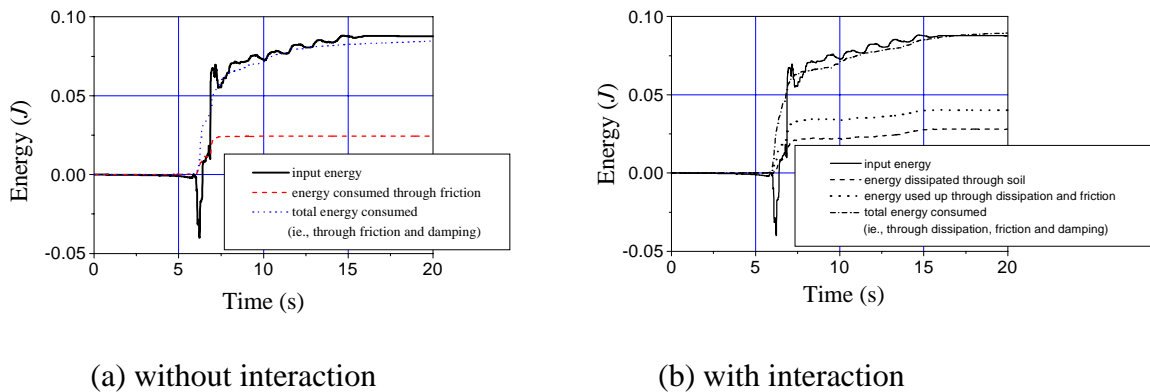 0.10
0.05
0.00
-0.05
Energy (J)
0
5
10
15
20
Time (s)
input energy
energy consumed through friction
total energy consumed
(ie., through friction and damping)
(a) without interaction
0.10
0.05
0.00
-0.05
Energy (J)
0
5
10
15
20
Time (s)
input energy
energy dissipated through soil
energy used up through dissipation and friction
total energy consumed
(ie., through dissipation, friction and damping)
(b) with interaction